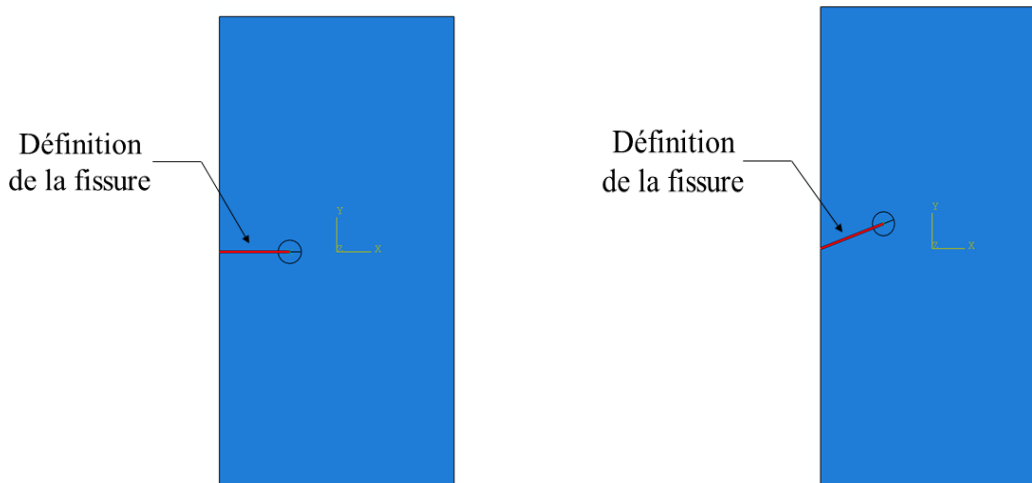 Définition
de la fissure
Y
Z
X
Définition
de la fissure
Y
Z
X